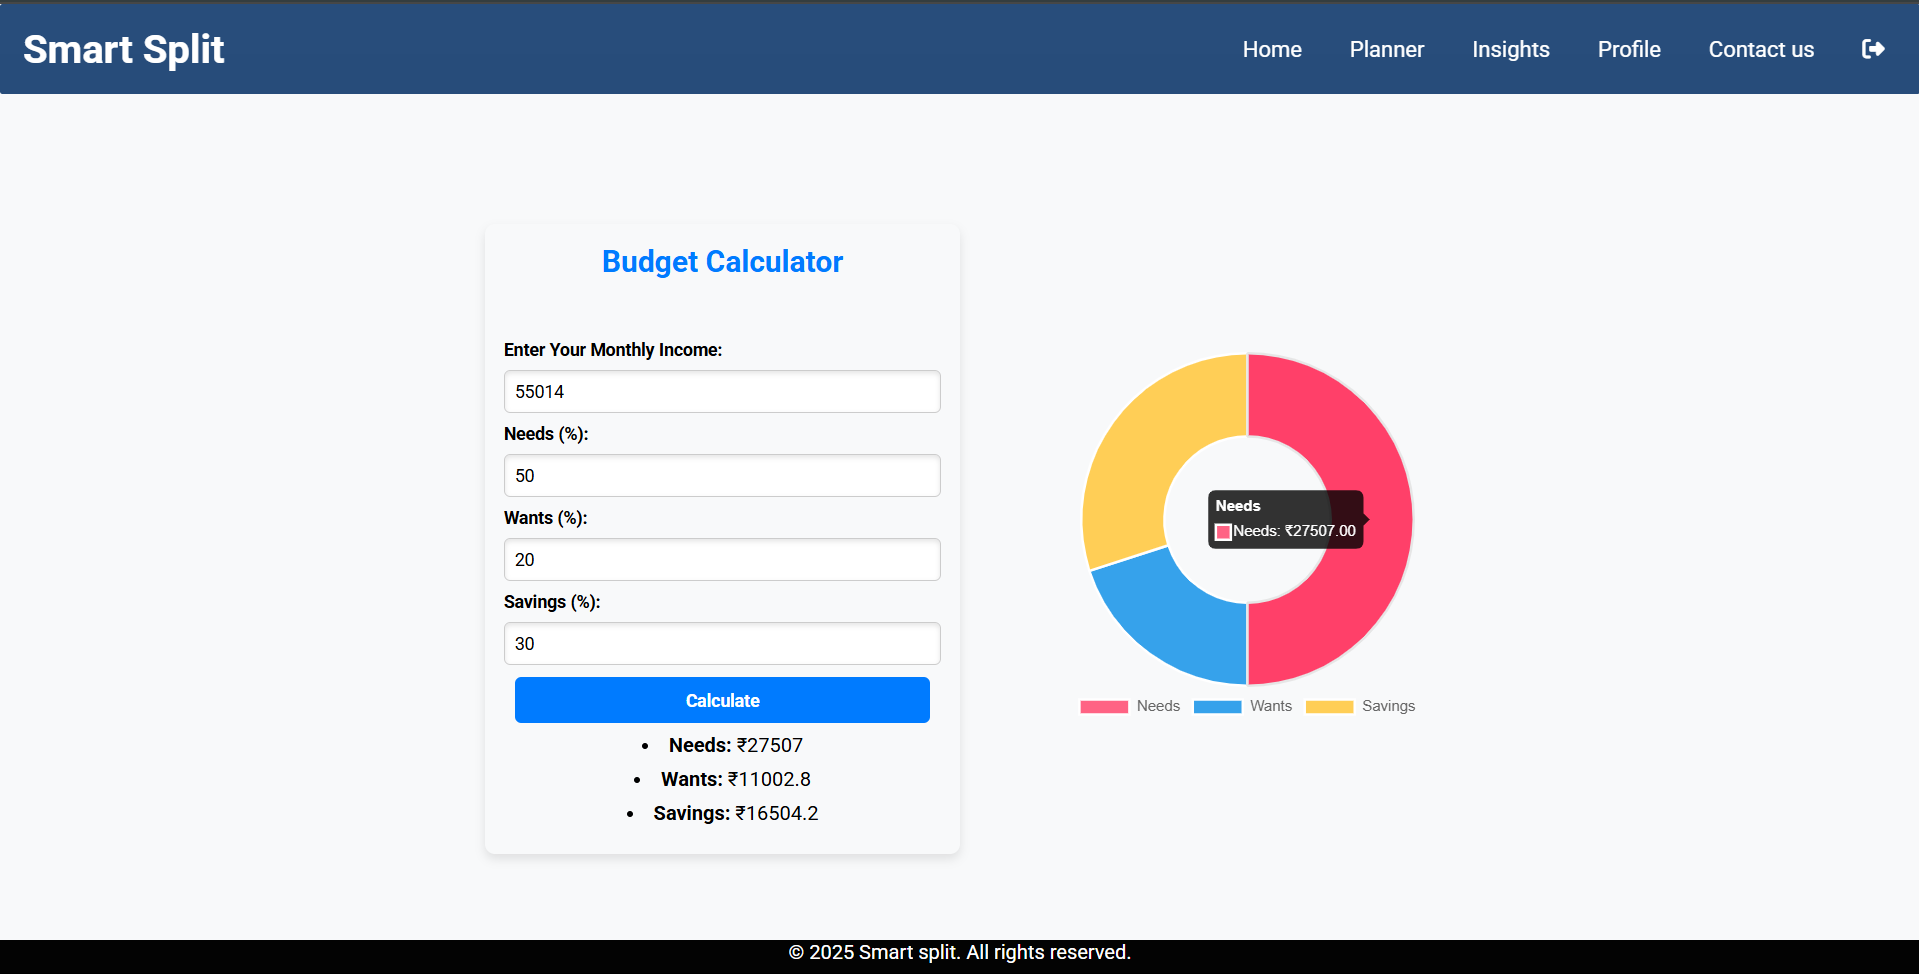 Smart Split
Home Planner Insights Profile Contact us
Budget Calculator
Enter Your Monthly Income:
55014
Needs (%):
50
Wants (%):
20
Savings (%):
30
Calculate
• Needs: ₹27507
• Wants: ₹11002.8
• Savings: ₹16504.2
Needs
Needs: ₹27507.00
Needs Wants Savings
© 2025 Smart split. All rights reserved.